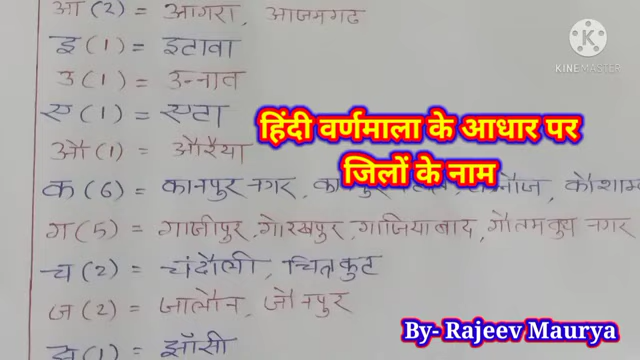 आ (2) = आगरा, आजमगढ
इ (1) = इटावा
उ (1) = उन्नाव
ए (1) = एटा
औ (1) = औरैया
क (6) = कानपुर नगर, कौशाम्
ग (5) = गाजीपुर, गोरखपुर, गाजियाबाद, गौतमबुध नगर
च (2) = चंदौली, चित्रकुट
ज (2) = जालौन, जौनपुर
झ (1) = झाँसी
हिंदी वर्णमाला के आधार पर
जिलों के नाम
By- Rajeev Maurya
KINEMASTER